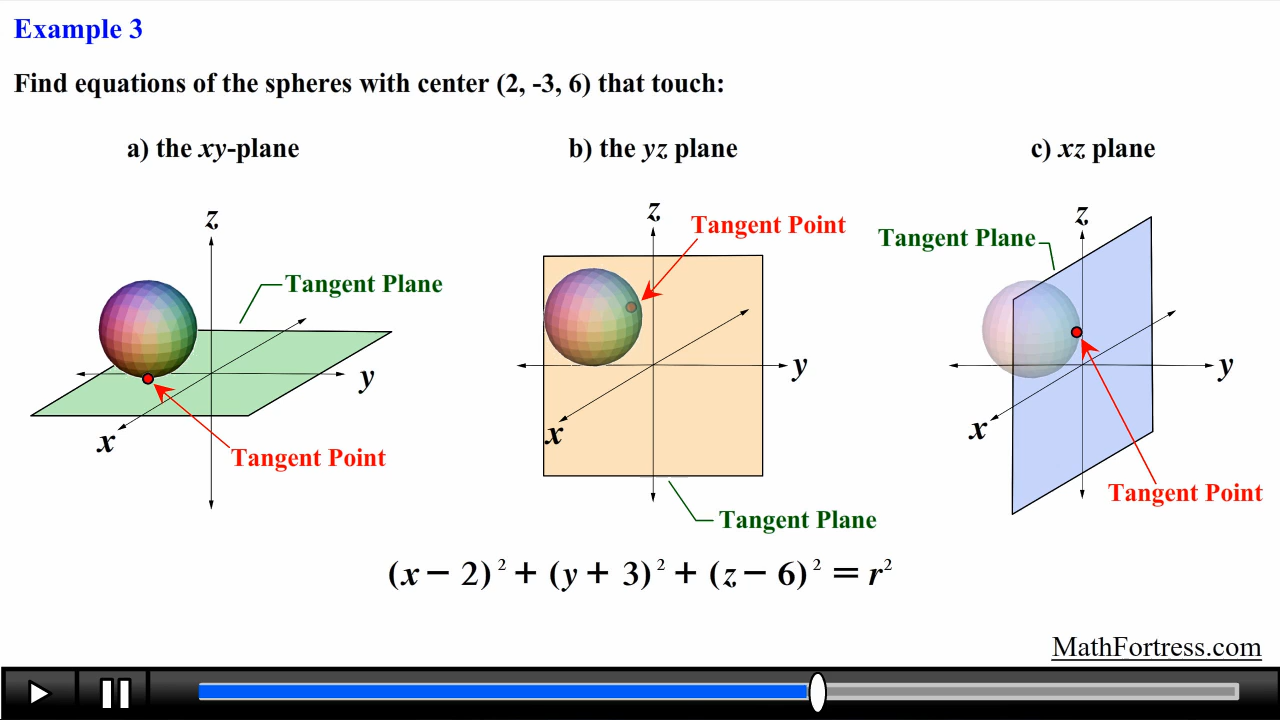 Example 3
Find equations of the spheres with center (2, -3, 6) that touch:
a) the xy-plane
b) the yz plane
c) xz plane
z
Tangent Plane
y
x
Tangent Point
z
Tangent Point
y
x
Tangent Plane
z
Tangent Plane
y
x
Tangent Point
(x − 2)² + (y + 3)² + (z − 6)² = r²
MathFortress.com